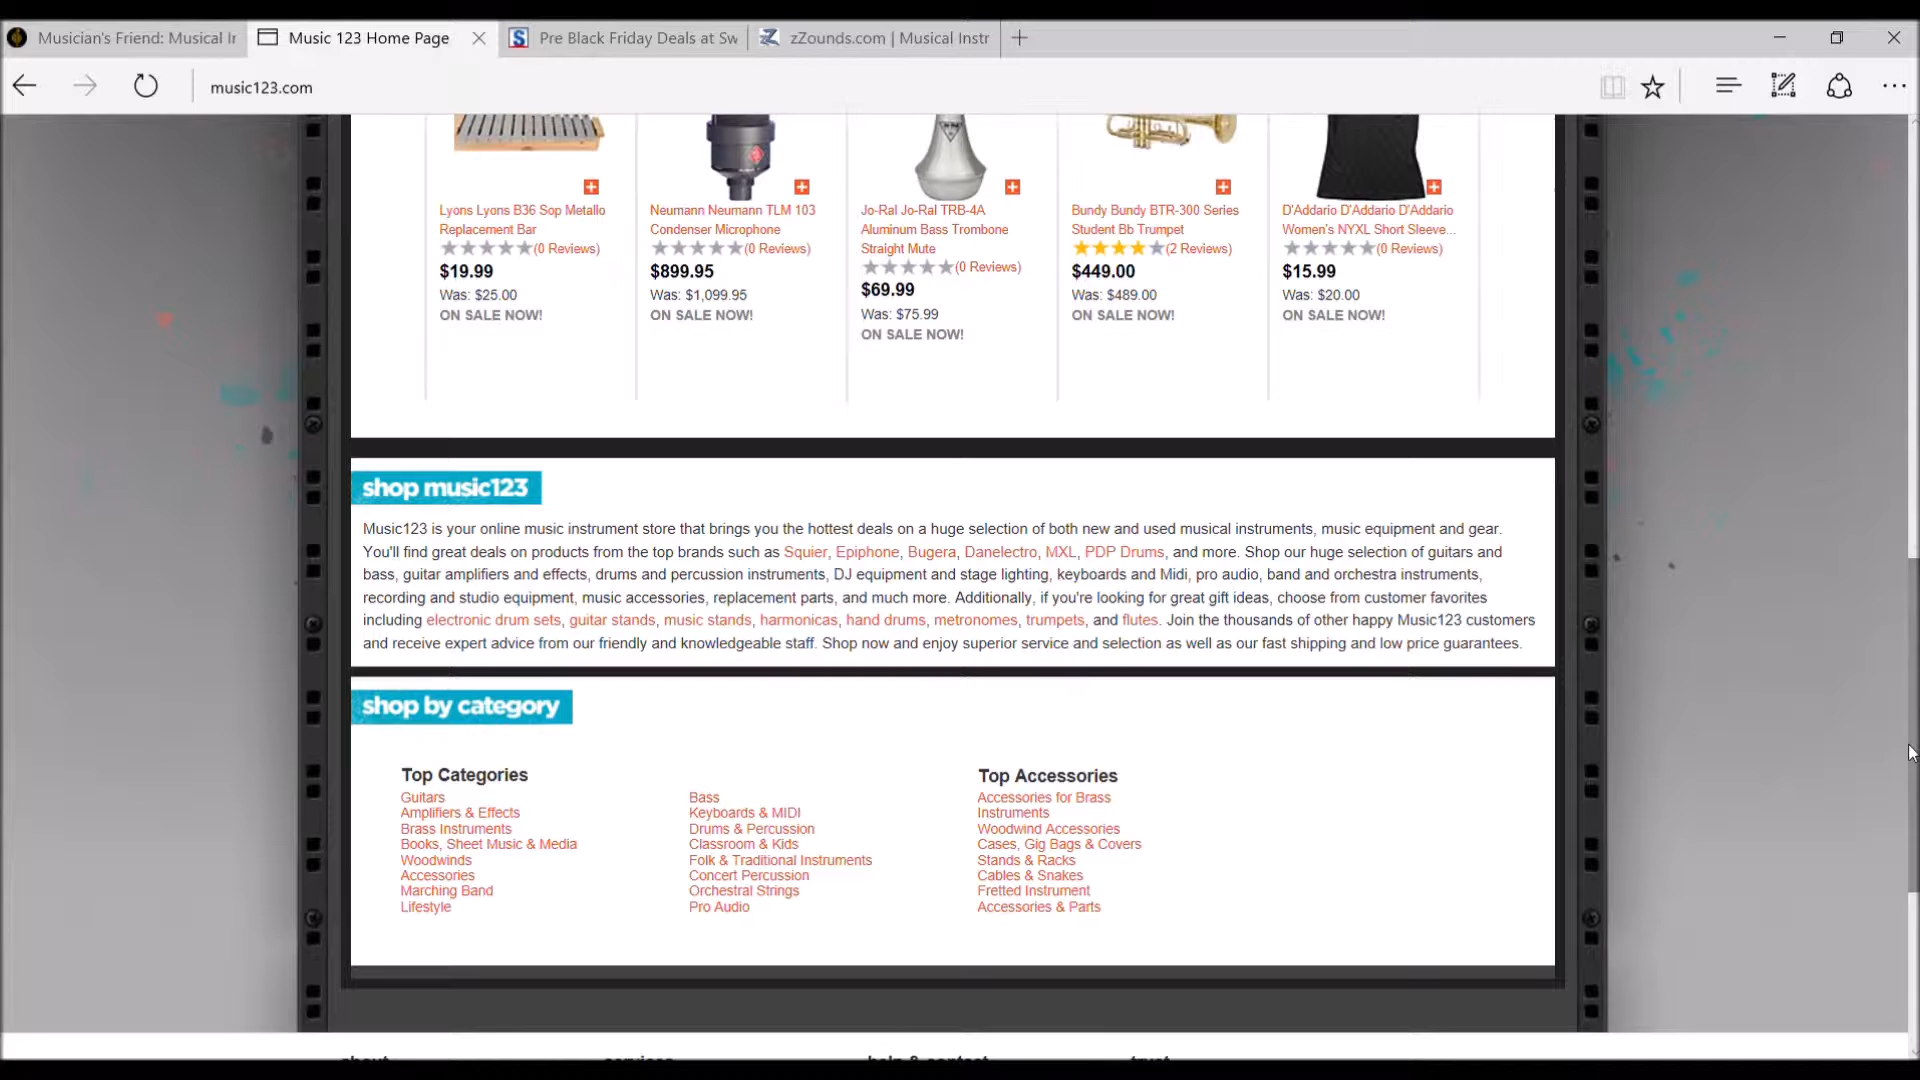 Musician's Friend: Musical Ir
Music 123 Home Page
Pre Black Friday Deals at Sw
zZounds.com | Musical Instr
music123.com
Lyons Lyons B36 Sop Metallo
Replacement Bar
(0 Reviews)
$19.99
Was: $25.00
ON SALE NOW!
Neumann Neumann TLM 103
Condenser Microphone
(0 Reviews)
$899.95
Was: $1,099.95
ON SALE NOW!
Jo-Ral Jo-Ral TRB-4A
Aluminum Bass Trombone
Straight Mute
(0 Reviews)
$69.99
Was: $75.99
ON SALE NOW!
Bundy Bundy BTR-300 Series
Student Bb Trumpet
(2 Reviews)
$449.00
Was: $489.00
ON SALE NOW!
D'Addario D'Addario D'Addario
Women's NYXL Short Sleeve...
(0 Reviews)
$15.99
Was: $20.00
ON SALE NOW!
shop music123
Music123 is your online music instrument store that brings you the hottest deals on a huge selection of both new and used musical instruments, music equipment and gear.
You'll find great deals on products from the top brands such as Squier, Epiphone, Bugera, Danelectro, MXL, PDP Drums, and more. Shop our huge selection of guitars and
bass, guitar amplifiers and effects, drums and percussion instruments, DJ equipment and stage lighting, keyboards and Midi, pro audio, band and orchestra instruments,
recording and studio equipment, music accessories, replacement parts, and much more. Additionally, if you're looking for great gift ideas, choose from customer favorites
including electronic drum sets, guitar stands, music stands, harmonicas, hand drums, metronomes, trumpets, and flutes. Join the thousands of other happy Music123 customers
and receive expert advice from our friendly and knowledgeable staff. Shop now and enjoy superior service and selection as well as our fast shipping and low price guarantees.
shop by category
Top Categories
Guitars
Amplifiers & Effects
Brass Instruments
Books, Sheet Music & Media
Woodwinds
Accessories
Marching Band
Lifestyle
Bass
Keyboards & MIDI
Drums & Percussion
Classroom & Kids
Folk & Traditional Instruments
Concert Percussion
Orchestral Strings
Pro Audio
Top Accessories
Accessories for Brass
Instruments
Woodwind Accessories
Cases, Gig Bags & Covers
Stands & Racks
Cables & Snakes
Fretted Instrument
Accessories & Parts
about
services
help & contact
trust